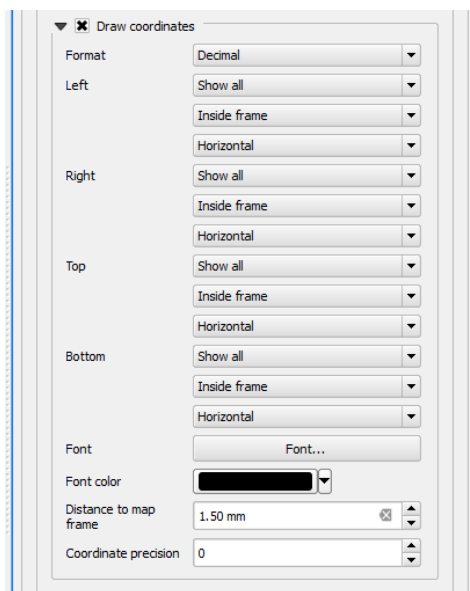 Draw coordinates
Format Decimal
Left Show all
Inside frame
Horizontal
Right Show all
Inside frame
Horizontal
Top Show all
Inside frame
Horizontal
Bottom Show all
Inside frame
Horizontal
Font Font...
Font color
Distance to map
frame 1.50 mm
Coordinate precision 0